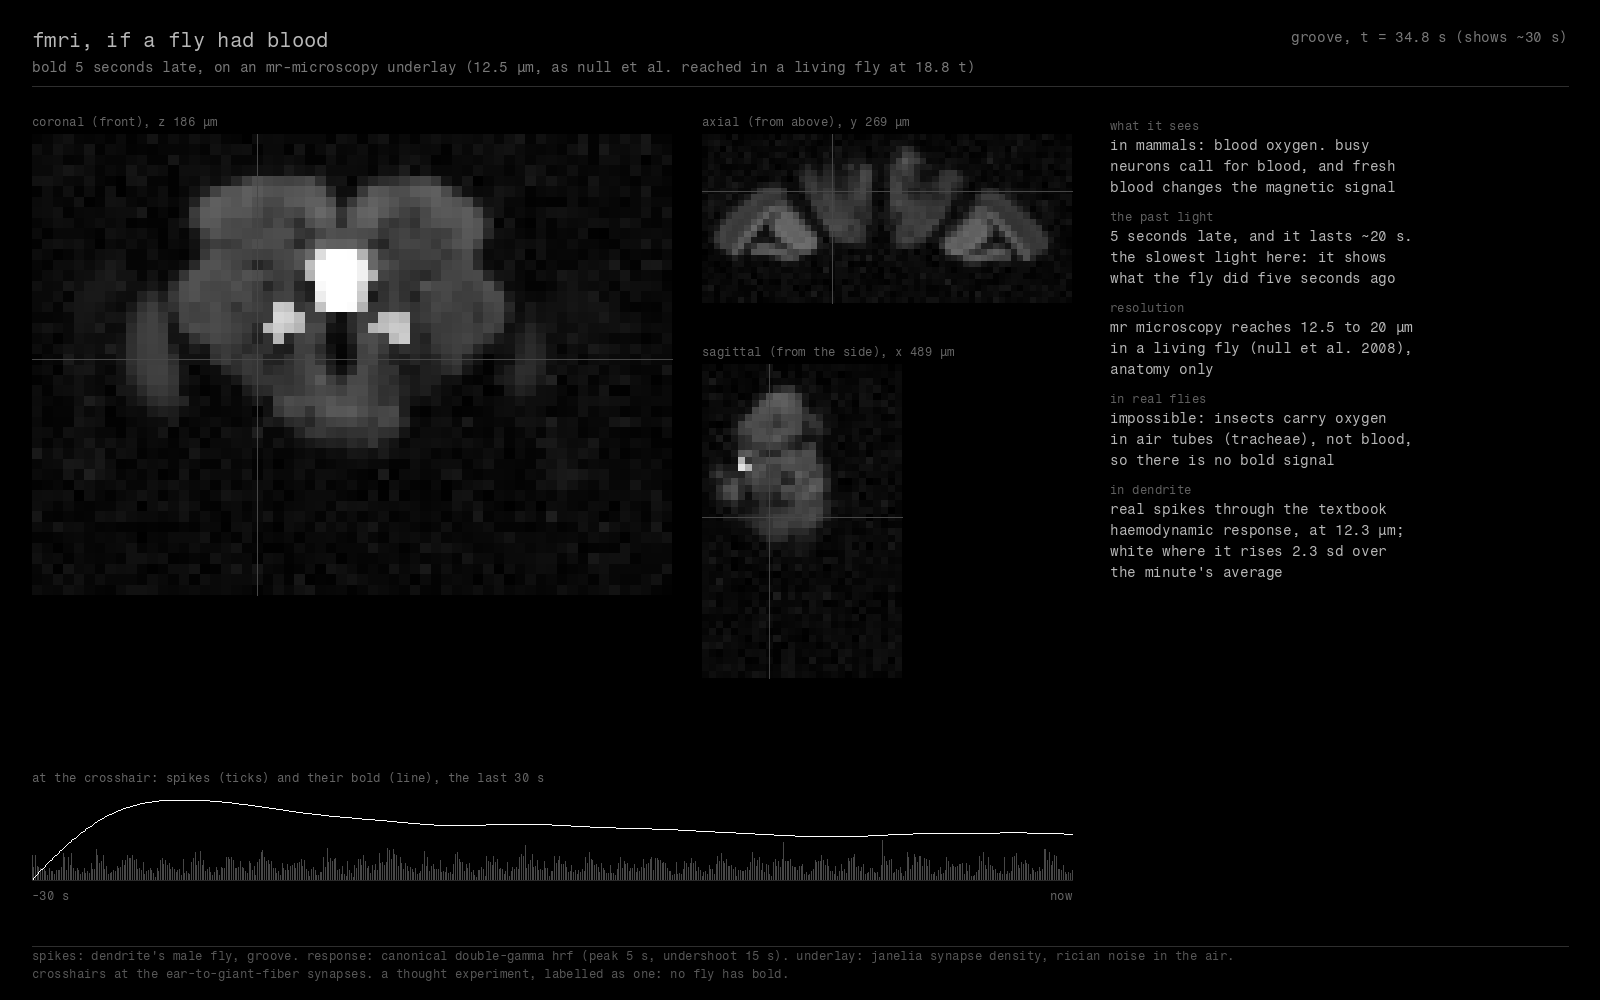 fmri, if a fly had blood
groove, t = 34.8 s (shows ~30 s)
bold 5 seconds late, on an mr-microscopy underlay (12.5 µm, as null et al. reached in a living fly at 18.8 t)
coronal (front), z 186 µm
axial (from above), y 269 µm
sagittal (from the side), x 489 µm
what it sees
in mammals: blood oxygen. busy
neurons call for blood, and fresh
blood changes the magnetic signal
the past light
5 seconds late, and it lasts ~20 s.
the slowest light here: it shows
what the fly did five seconds ago
resolution
mr microscopy reaches 12.5 to 20 µm
in a living fly (null et al. 2008),
anatomy only
in real flies
impossible: insects carry oxygen
in air tubes (tracheae), not blood,
so there is no bold signal
in dendrite
real spikes through the textbook
haemodynamic response, at 12.3 µm;
white where it rises 2.3 sd over
the minute's average
at the crosshair: spikes (ticks) and their bold (line), the last 30 s
-30 s
now
spikes: dendrite's male fly, groove. response: canonical double-gamma hrf (peak 5 s, undershoot 15 s). underlay: janelia synapse density, rician noise in the air.
crosshairs at the ear-to-giant-fiber synapses. a thought experiment, labelled as one: no fly has bold.